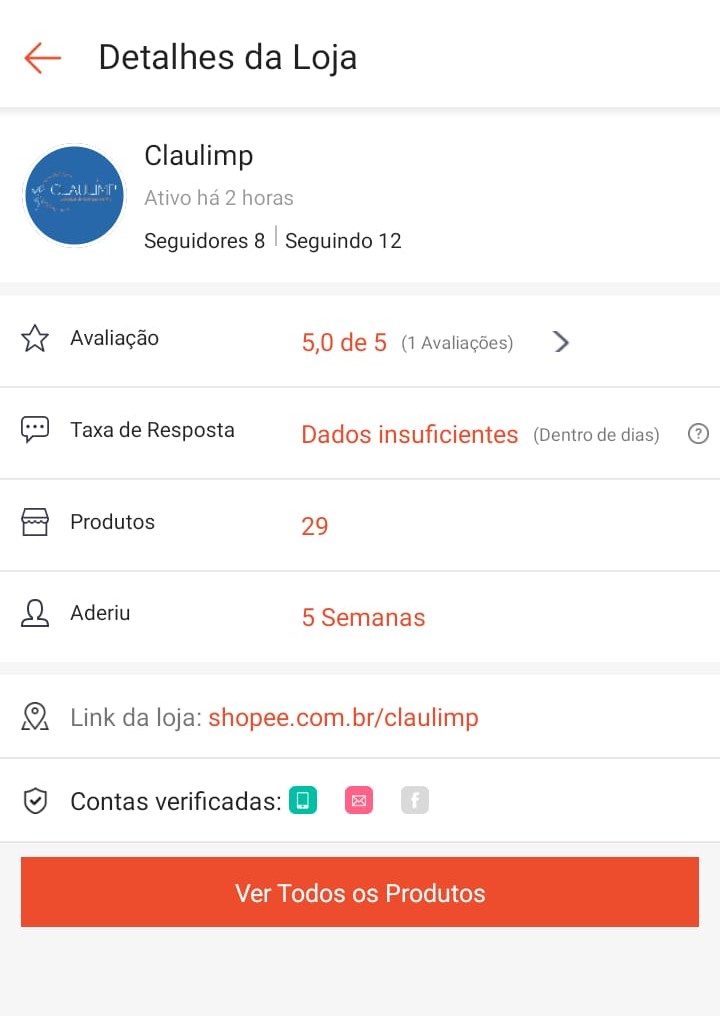 Detalhes da Loja
Claulimp
CLAULIMP
Ativo há 2 horas
Seguidores 8 Seguindo 12
Avaliação 5,0 de 5 (1 Avaliações)
Taxa de Resposta Dados insuficientes (Dentro de dias) ?
Produtos 29
Aderiu 5 Semanas
Link da loja: shopee.com.br/claulimp
Contas verificadas: f
Ver Todos os Produtos